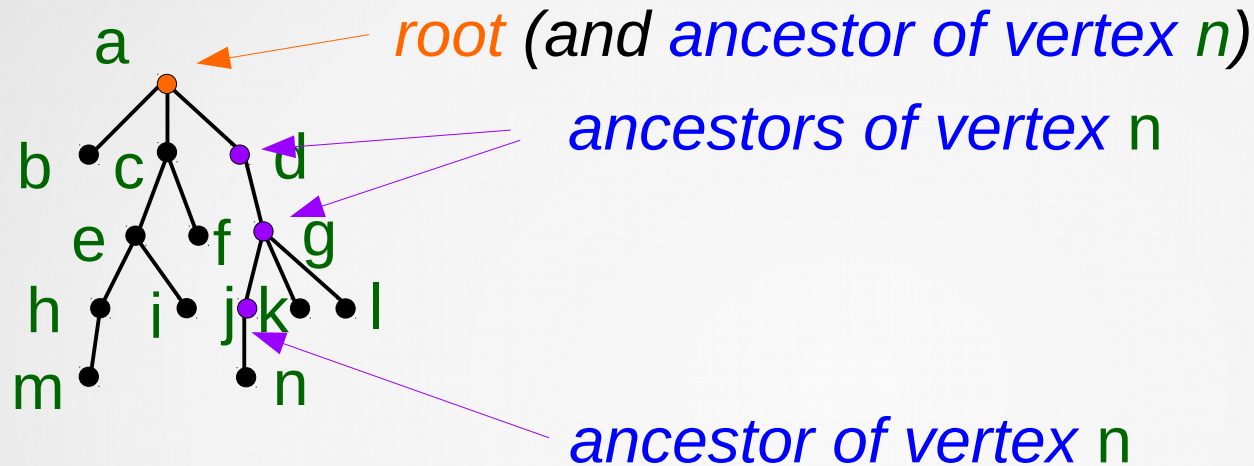 a
root (and ancestor of vertex n)
ancestors of vertex n
b c d
e f g
h i j k l
m n
ancestor of vertex n